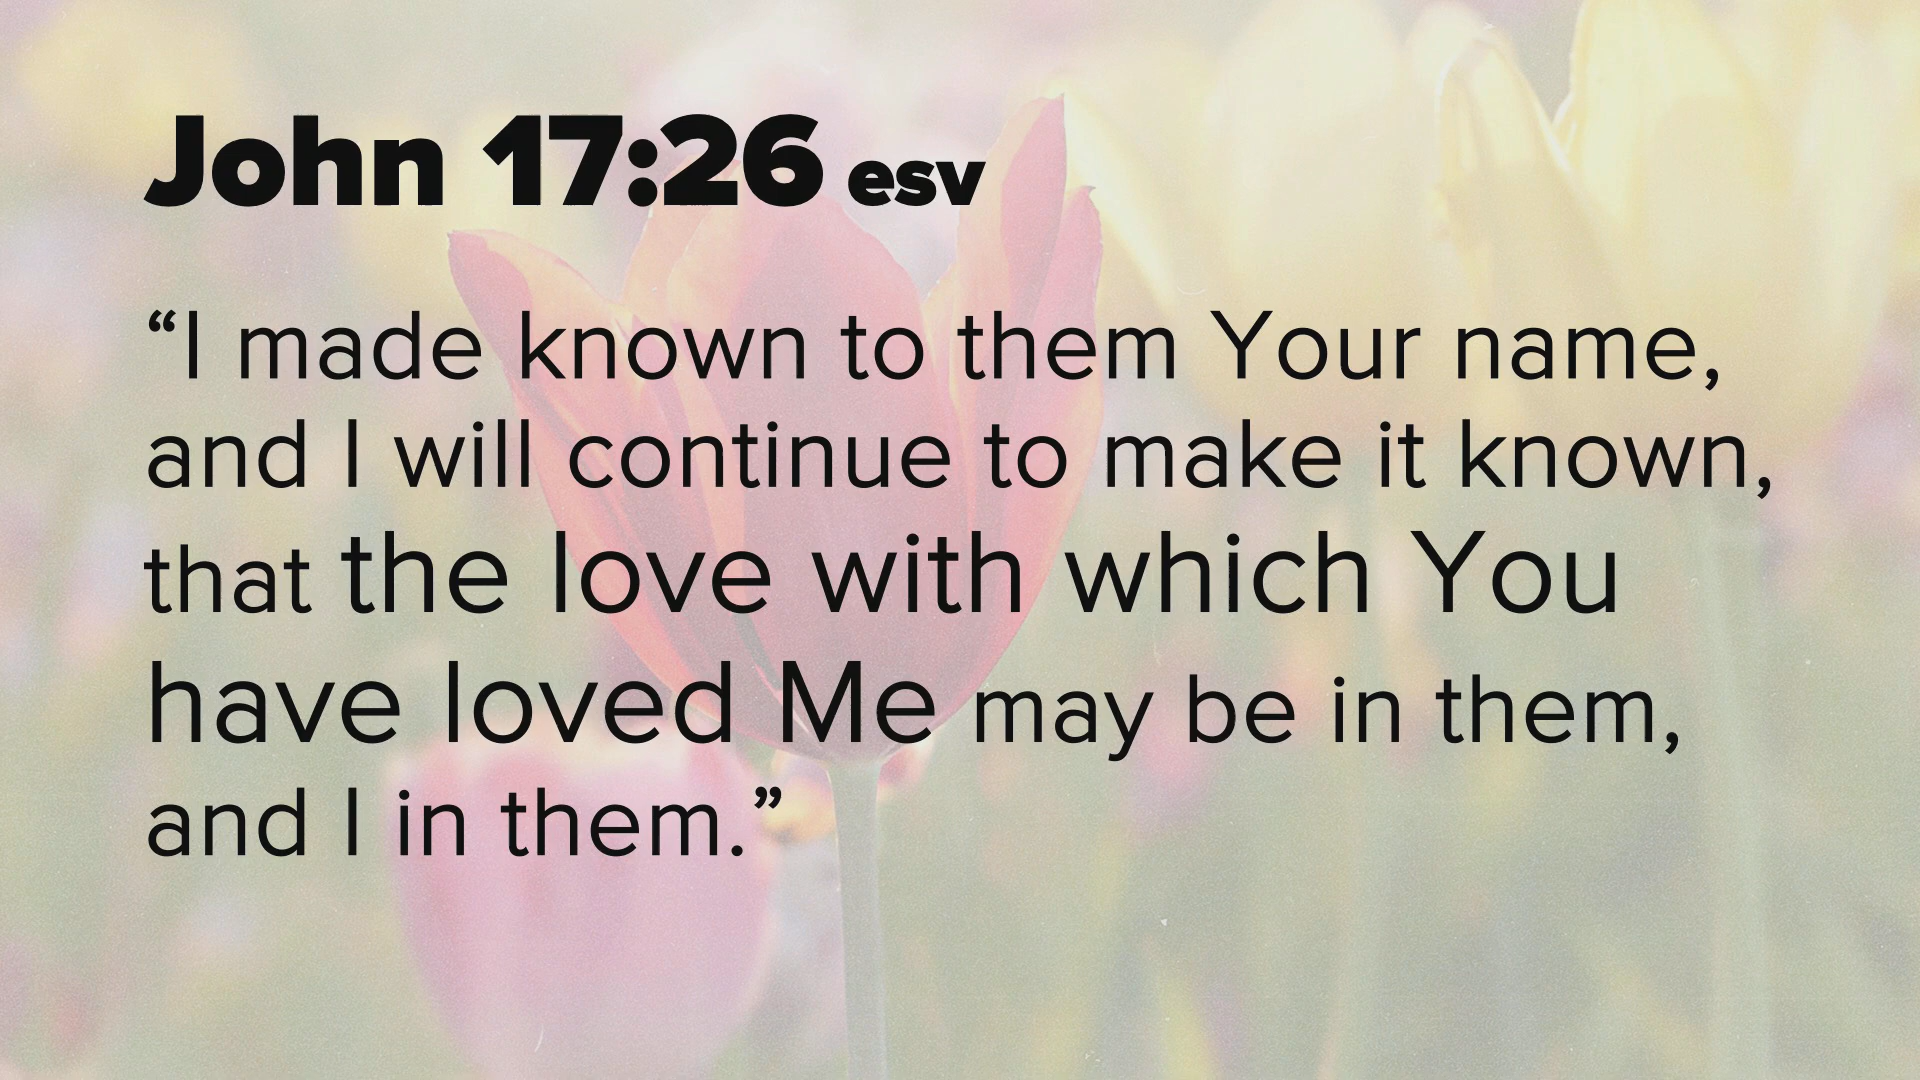 John 17:26 esv
“I made known to them Your name,
and I will continue to make it known,
that the love with which You
have loved Me may be in them,
and I in them.”